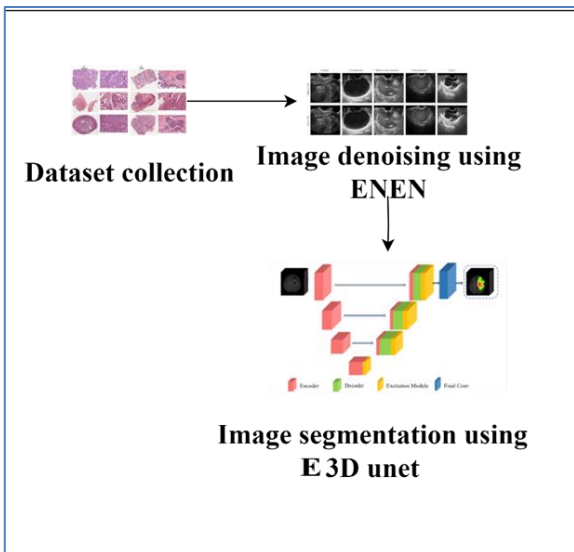 Dataset collection
Image denoising using
ENEN
Encoder
Decoder
Excitation Module
Final Conv
Image segmentation using
E 3D unet